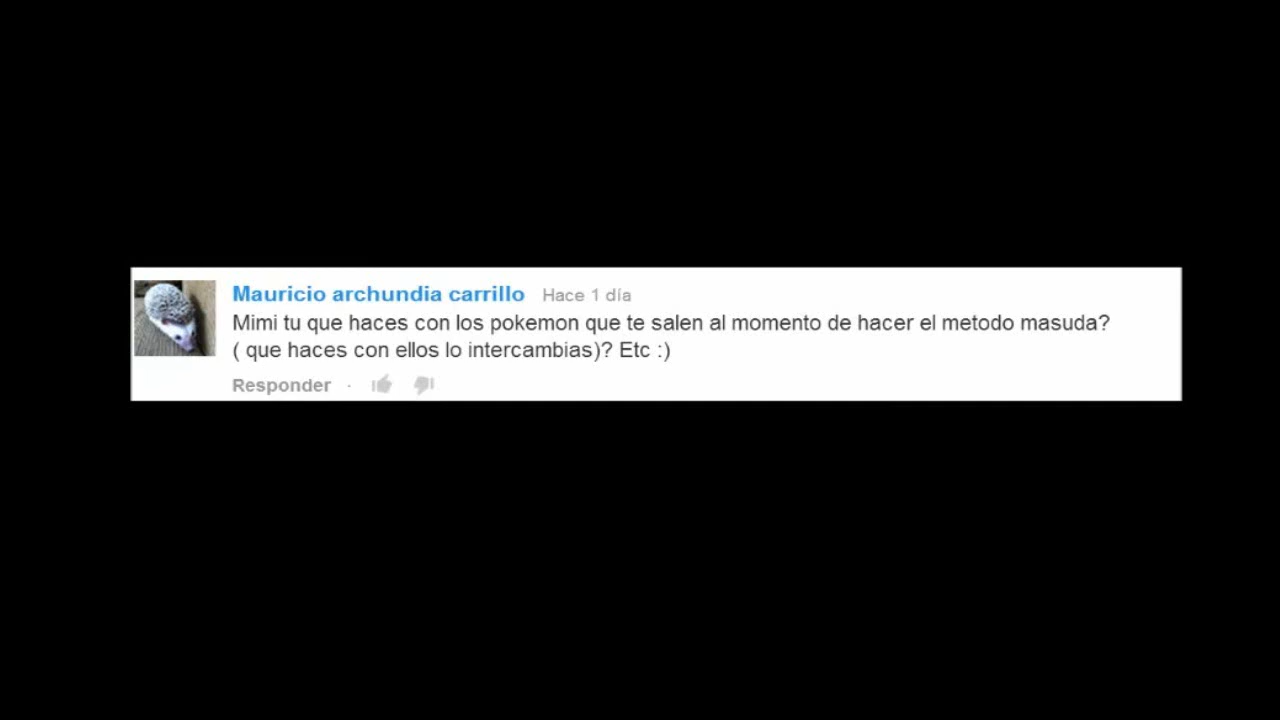 Mauricio archundia carrillo Hace 1 día
Mimi tu que haces con los pokemon que te salen al momento de hacer el metodo masuda?
( que haces con ellos lo intercambias)? Etc :)
Responder ·